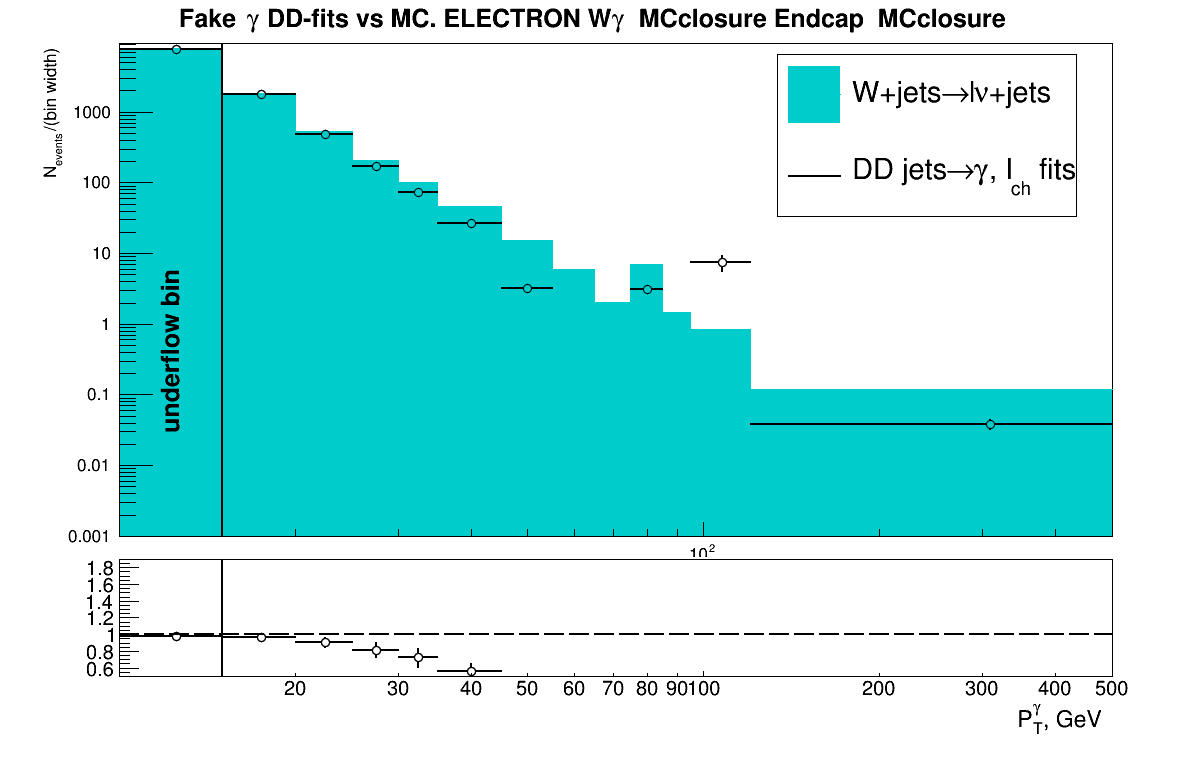 Fake γ DD-fits vs MC. ELECTRON Wγ MCclosure Endcap MCclosure
N_events/(bin width)
W+jets→lν+jets
DD jets→γ, I_ch fits
underflow bin
1000
100
10
1
0.1
0.01
0.001
10²
1.8
1.6
1.4
1.2
1
0.8
0.6
20 30 40 50 60 70 80 90 100 200 300 400 500
P_T^γ, GeV